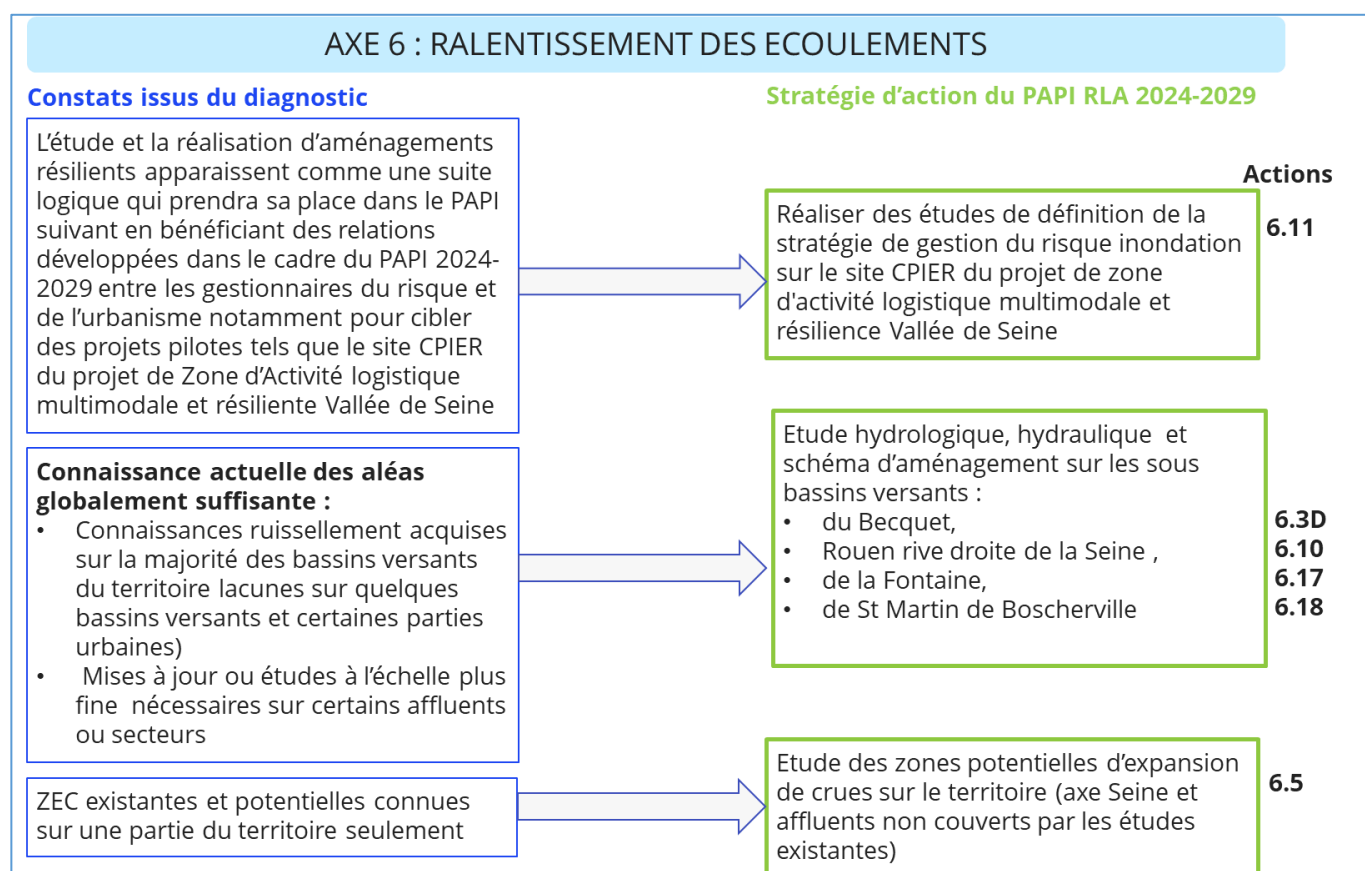 AXE 6 : RALENTISSEMENT DES ECOULEMENTS
Constats issus du diagnostic
Stratégie d'action du PAPI RLA 2024-2029
L'étude et la réalisation d'aménagements
résilients apparaissent comme une suite
logique qui prendra sa place dans le PAPI
suivant en bénéficiant des relations
développées dans le cadre du PAPI 2024-
2029 entre les gestionnaires du risque et
de l'urbanisme notamment pour cibler
des projets pilotes tels que le site CPIER
du projet de Zone d'Activité logistique
multimodale et résiliente Vallée de Seine
Actions
Réaliser des études de définition de la
stratégie de gestion du risque inondation
sur le site CPIER du projet de zone
d'activité logistique multimodale et
résilience Vallée de Seine
6.11
Connaissance actuelle des aléas
globalement suffisante :
• Connaissances ruissellement acquises
sur la majorité des bassins versants
du territoire lacunes sur quelques
bassins versants et certaines parties
urbaines)
• Mises à jour ou études à l'échelle plus
fine nécessaires sur certains affluents
ou secteurs
Etude hydrologique, hydraulique et
schéma d'aménagement sur les sous
bassins versants :
• du Becquet,
• Rouen rive droite de la Seine ,
• de la Fontaine,
• de St Martin de Boscherville
6.3D
6.10
6.17
6.18
ZEC existantes et potentielles connues
sur une partie du territoire seulement
Etude des zones potentielles d'expansion
de crues sur le territoire (axe Seine et
affluents non couverts par les études
existantes)
6.5